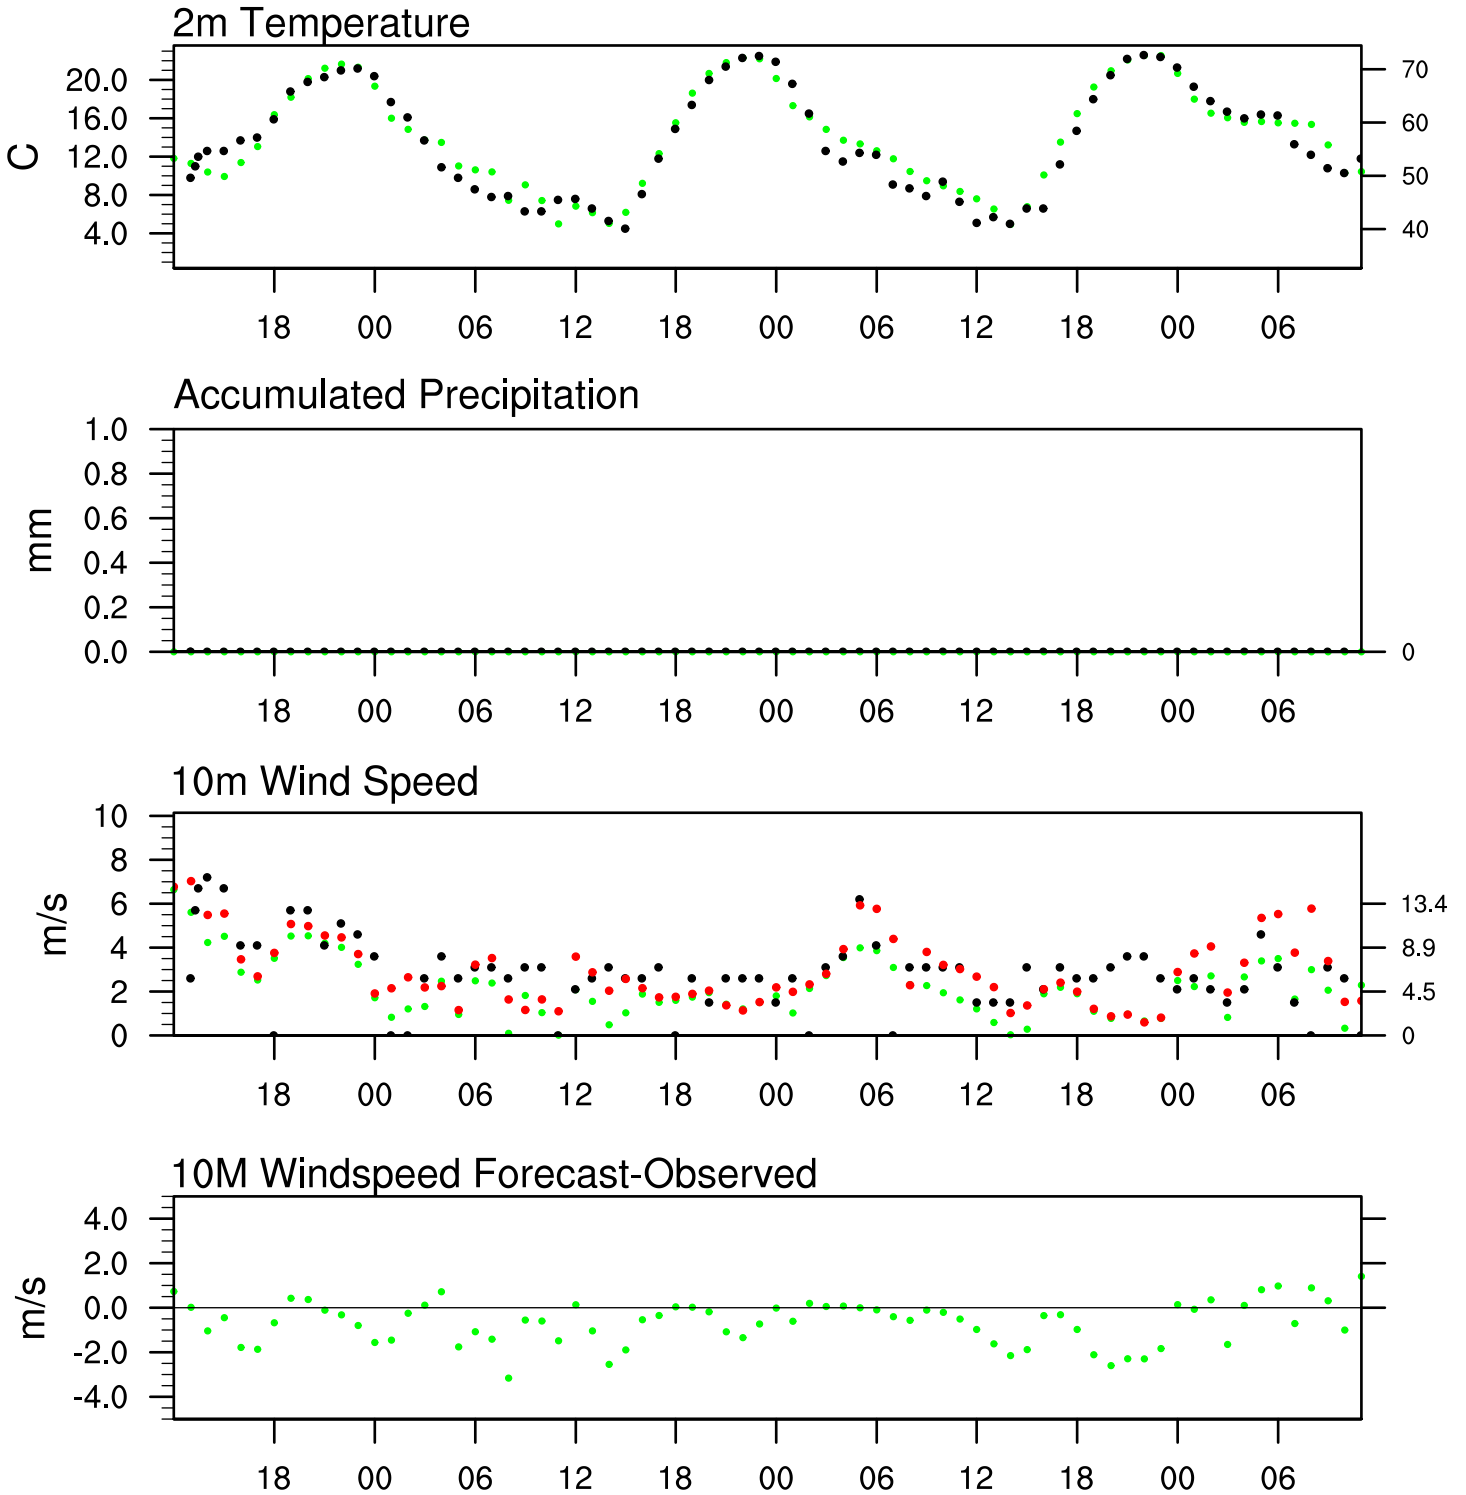 2m Temperature
20.0
16.0
12.0
8.0
4.0
C
70
60
50
40
18 00 06 12 18 00 06 12 18 00 06
Accumulated Precipitation
1.0
0.8
0.6
0.4
0.2
0.0
mm
0
18 00 06 12 18 00 06 12 18 00 06
10m Wind Speed
10
8
6
4
2
0
m/s
13.4
8.9
4.5
0
18 00 06 12 18 00 06 12 18 00 06
10M Windspeed Forecast-Observed
4.0
2.0
0.0
-2.0
-4.0
m/s
18 00 06 12 18 00 06 12 18 00 06